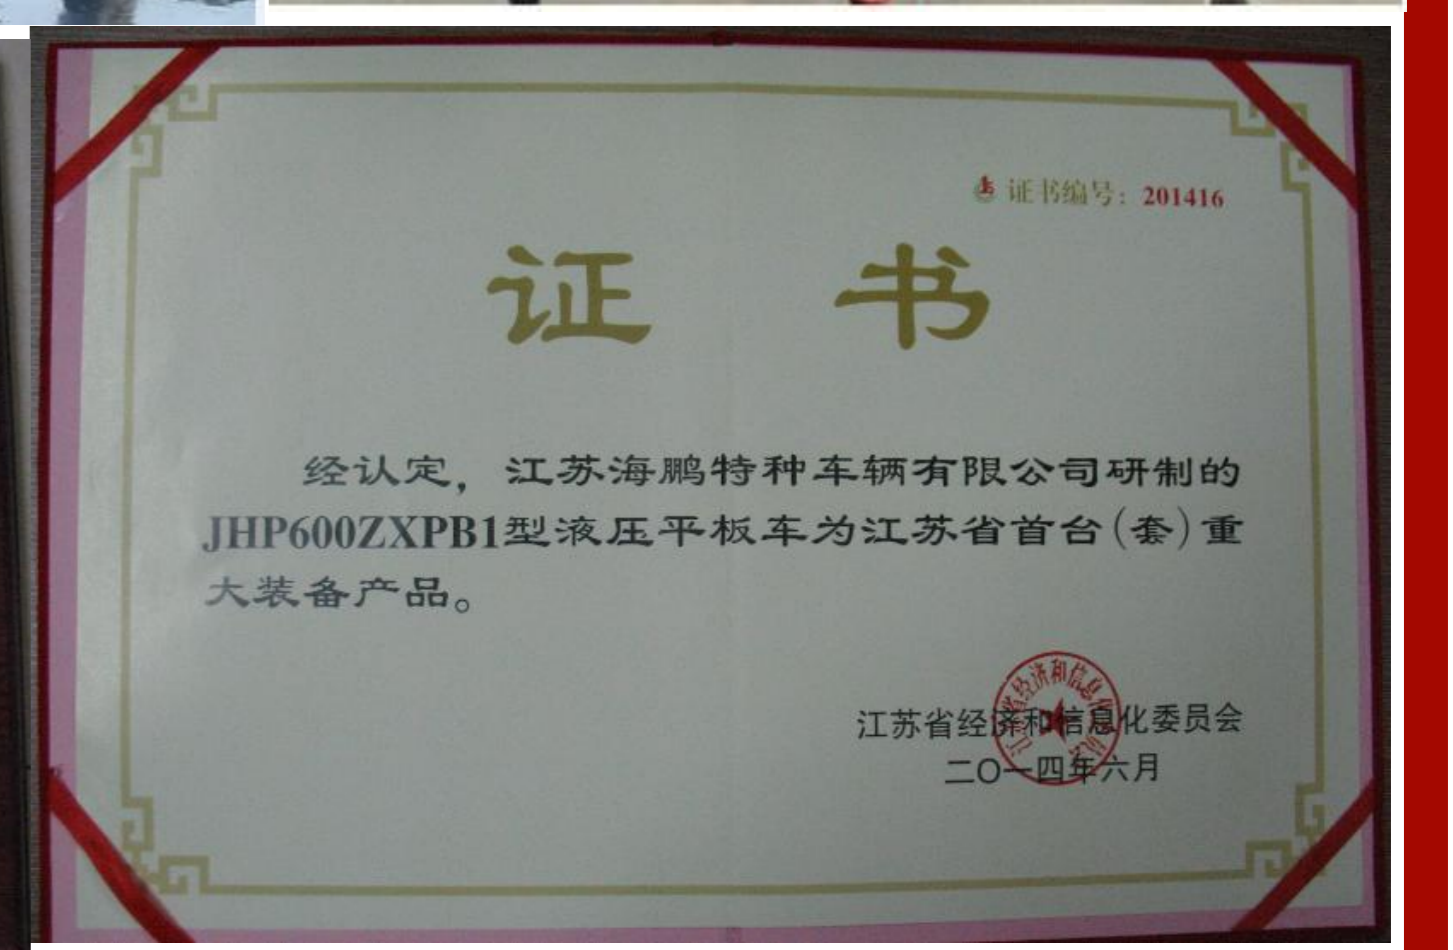 证书编号：201416
证 书
经认定，江苏海鹏特种车辆有限公司研制的
JHP600ZXPB1型液压平板车为江苏省首台(套)重
大装备产品。
江苏省经济和信息化委员会
二〇一四年六月